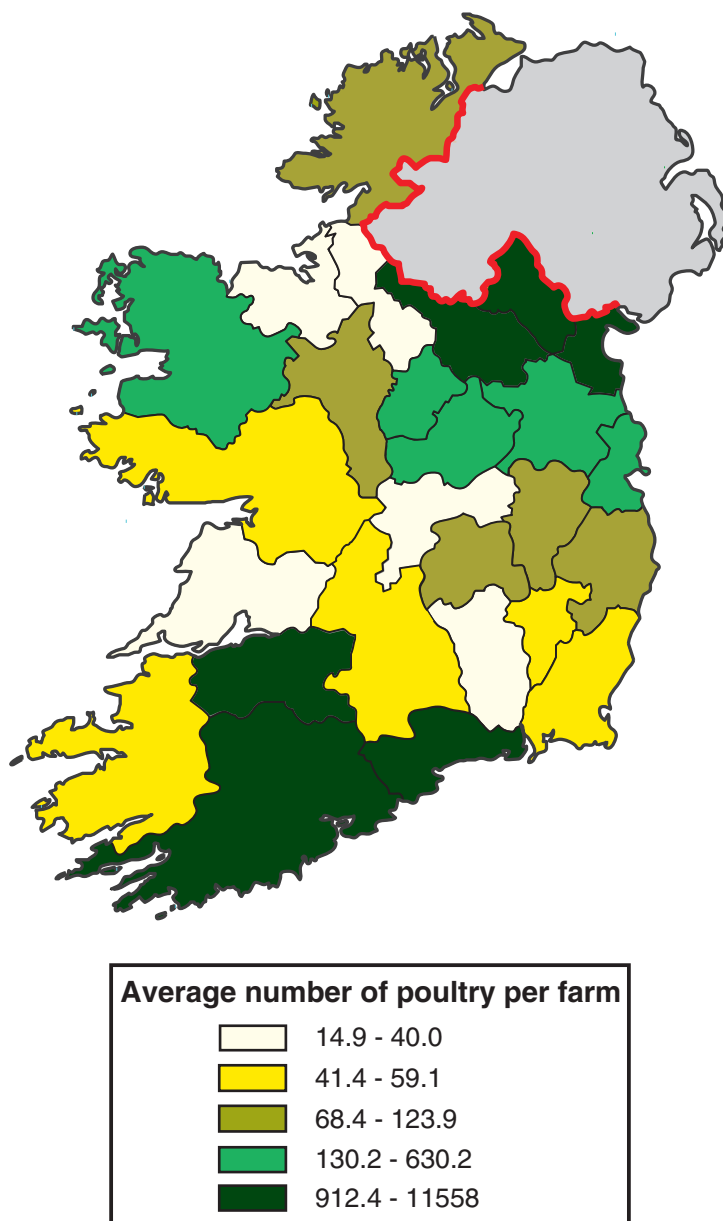 Average number of poultry per farm
14.9 - 40.0
41.4 - 59.1
68.4 - 123.9
130.2 - 630.2
912.4 - 11558